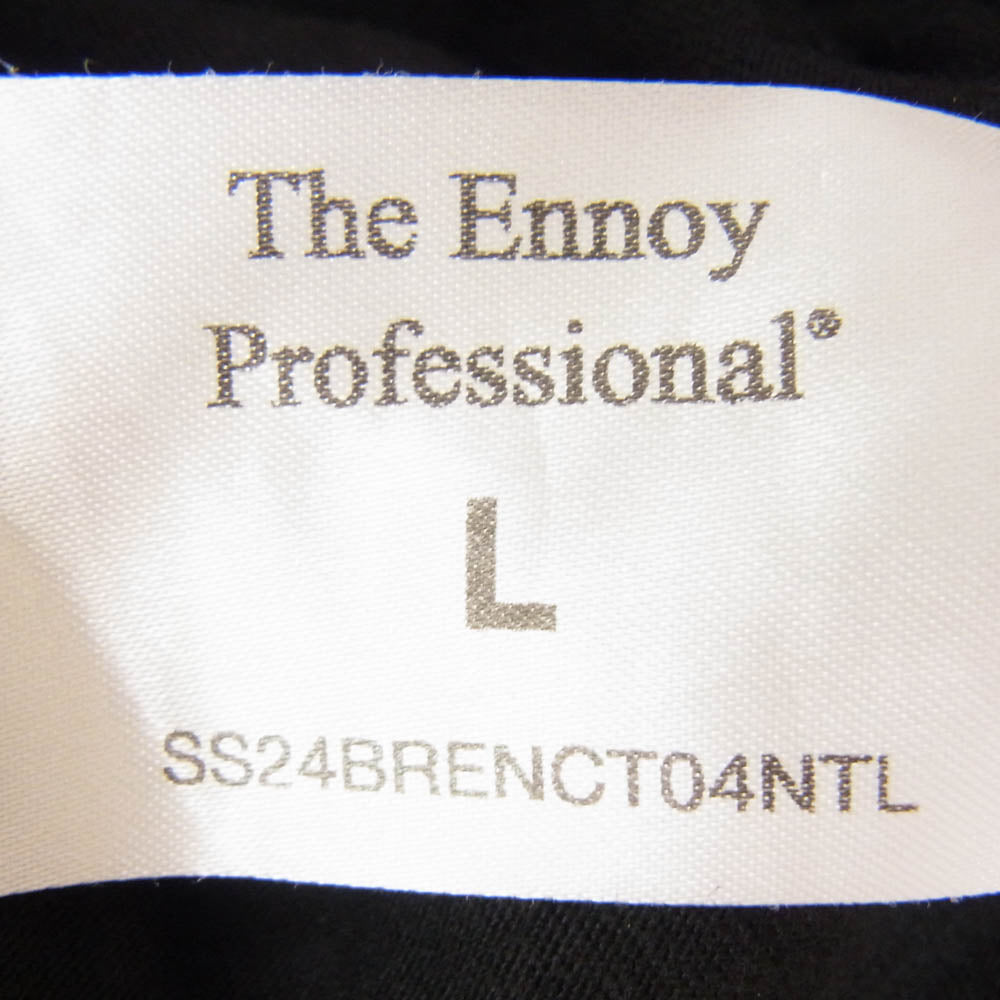 The Ennoy
Professional®
L
SS24BRENCT04NTL